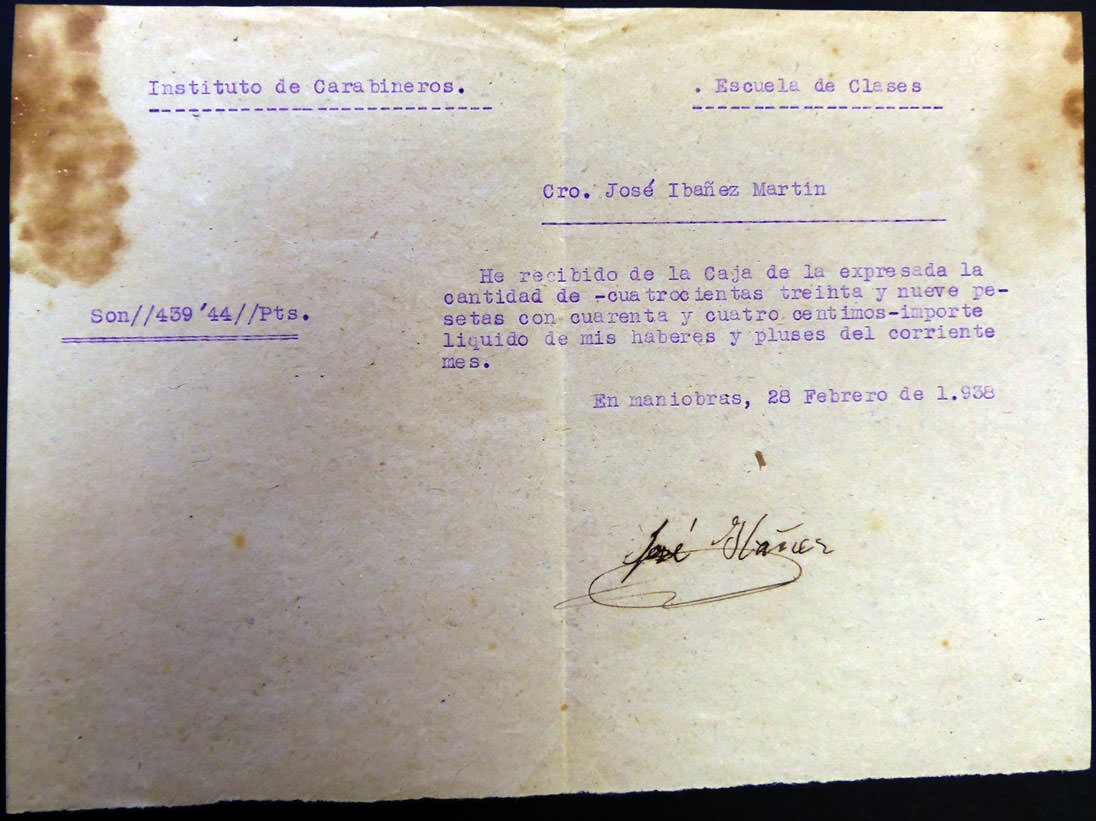 Instituto de Carabineros.
. Escuela de Clases
Cro. José Ibañez Martin
He recibido de la Caja de la expresada la
cantidad de -cuatrocientas treinta y nueve pe-
setas con cuarenta y cuatro centimos-importe
liquido de mis haberes y pluses del corriente
mes.
Son//439'44//Pts.
En maniobras, 28 Febrero de 1.938
José Ibáñez